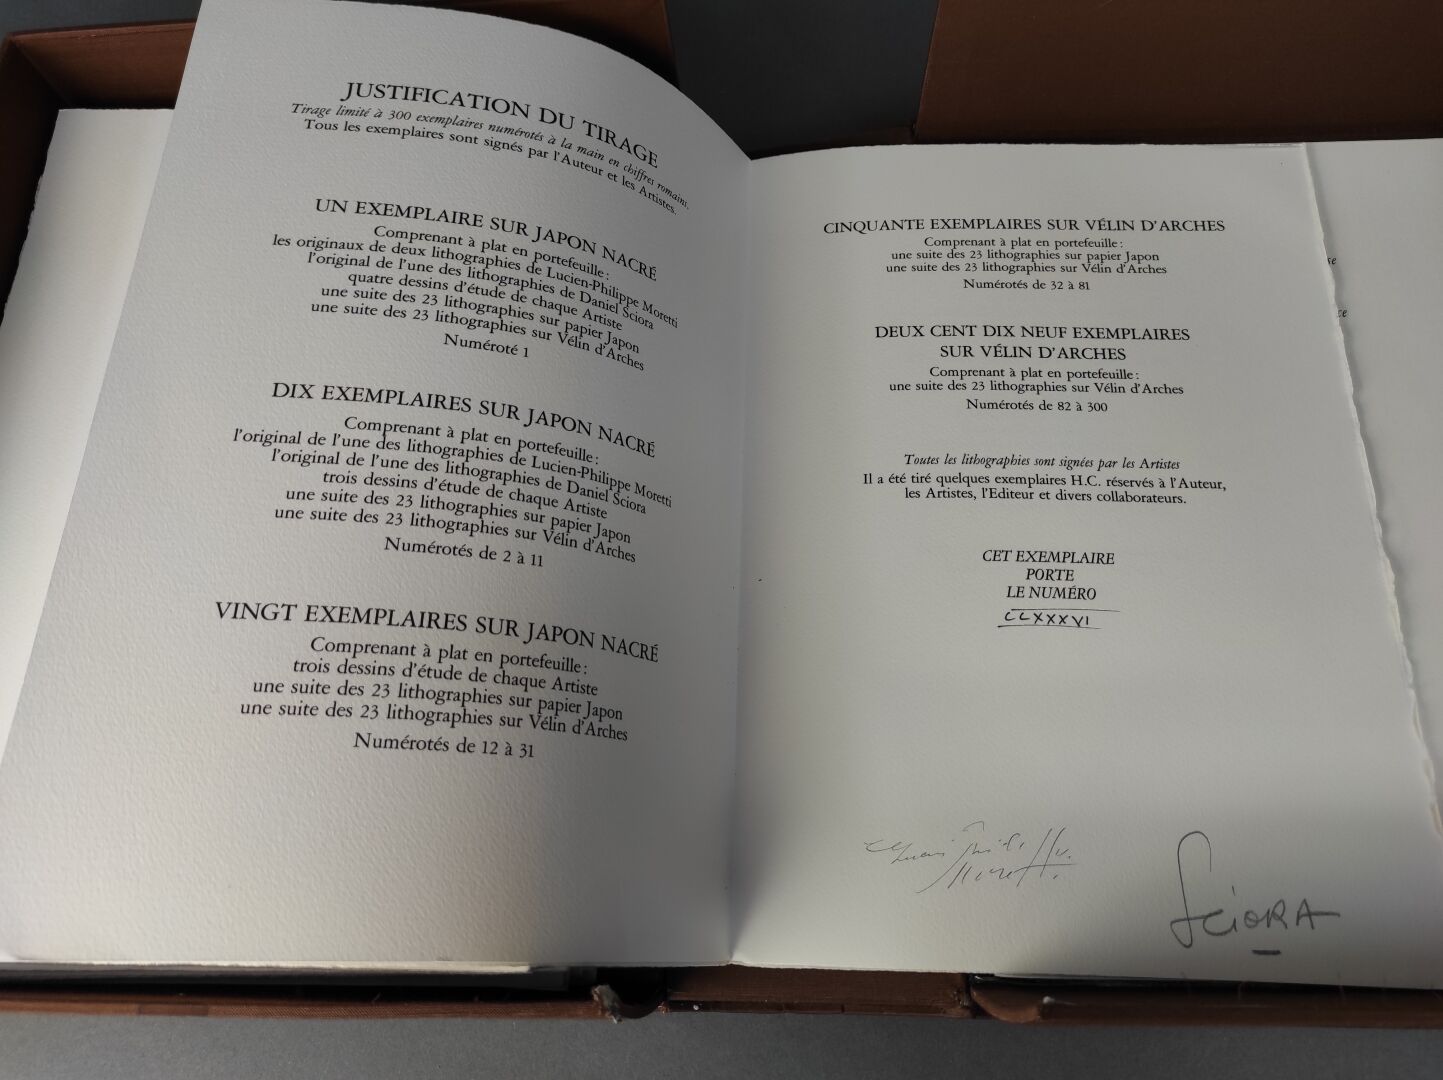 JUSTIFICATION DU TIRAGE
Tirage limité à 300 exemplaires numérotés à la main en chiffres romains.
Tous les exemplaires sont signés par l'Auteur et les Artistes.
UN EXEMPLAIRE SUR JAPON NACRÉ
Comprenant à plat en portefeuille :
les originaux de deux lithographies de Lucien-Philippe Moretti
l'original de l'une des lithographies de Daniel Sciora
quatre dessins d'étude de chaque Artiste
une suite des 23 lithographies sur papier Japon
une suite des 23 lithographies sur Vélin d'Arches
Numéroté 1
DIX EXEMPLAIRES SUR JAPON NACRÉ
Comprenant à plat en portefeuille :
l'original de l'une des lithographies de Lucien-Philippe Moretti
l'original de l'une des lithographies de Daniel Sciora
trois dessins d'étude de chaque Artiste
une suite des 23 lithographies sur papier Japon
une suite des 23 lithographies sur Vélin d'Arches
Numérotés de 2 à 11
VINGT EXEMPLAIRES SUR JAPON NACRÉ
Comprenant à plat en portefeuille :
trois dessins d'étude de chaque Artiste
une suite des 23 lithographies sur papier Japon
une suite des 23 lithographies sur Vélin d'Arches
Numérotés de 12 à 31
CINQUANTE EXEMPLAIRES SUR VÉLIN D'ARCHES
Comprenant à plat en portefeuille :
une suite des 23 lithographies sur papier Japon
une suite des 23 lithographies sur Vélin d'Arches
Numérotés de 32 à 81
DEUX CENT DIX NEUF EXEMPLAIRES
SUR VÉLIN D'ARCHES
Comprenant à plat en portefeuille :
une suite des 23 lithographies sur Vélin d'Arches
Numérotés de 82 à 300
Toutes les lithographies sont signées par les Artistes
Il a été tiré quelques exemplaires H.C. réservés à l'Auteur,
les Artistes, l'Editeur et divers collaborateurs.
CET EXEMPLAIRE
PORTE
LE NUMÉRO
CCXXXVI
SCIORA